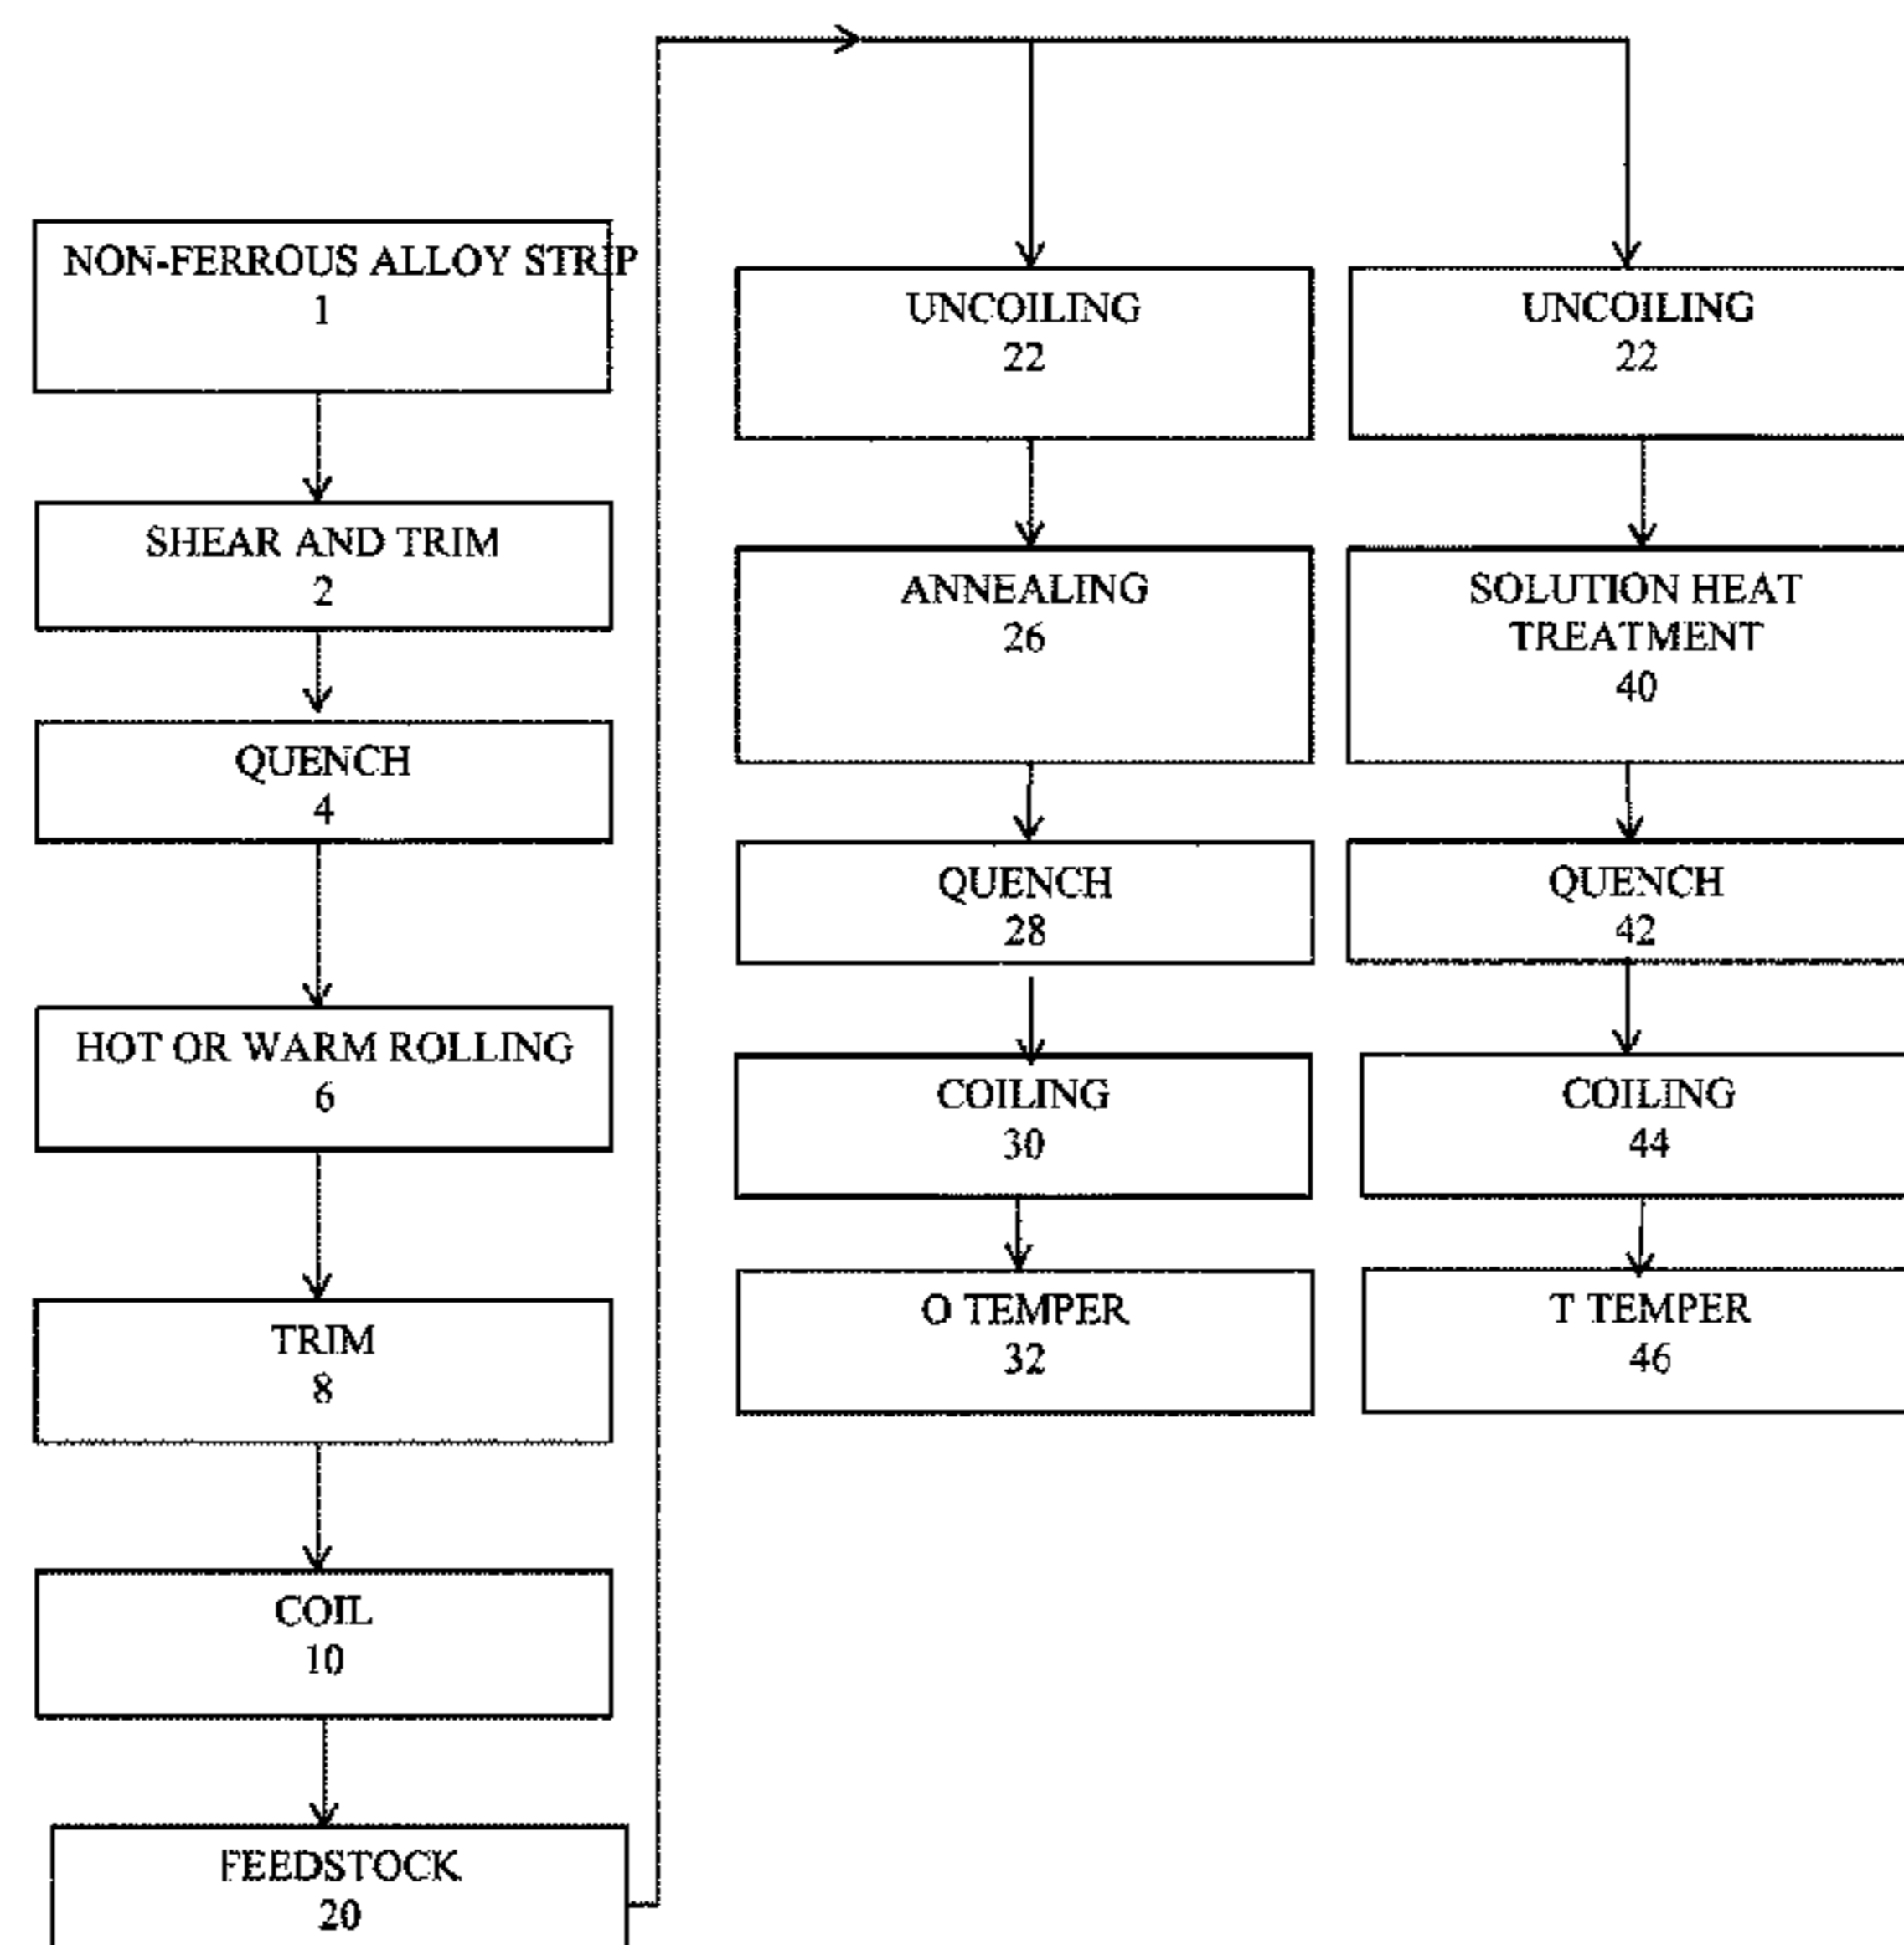 NON-FERROUS ALLOY STRIP
1
SHEAR AND TRIM
2
QUENCH
4
HOT OR WARM ROLLING
6
TRIM
8
COIL
10
FEEDSTOCK
20
UNCOILING
22
ANNEALING
26
QUENCH
28
COILING
30
O TEMPER
32
UNCOILING
22
SOLUTION HEAT
TREATMENT
40
QUENCH
42
COILING
44
T TEMPER
46